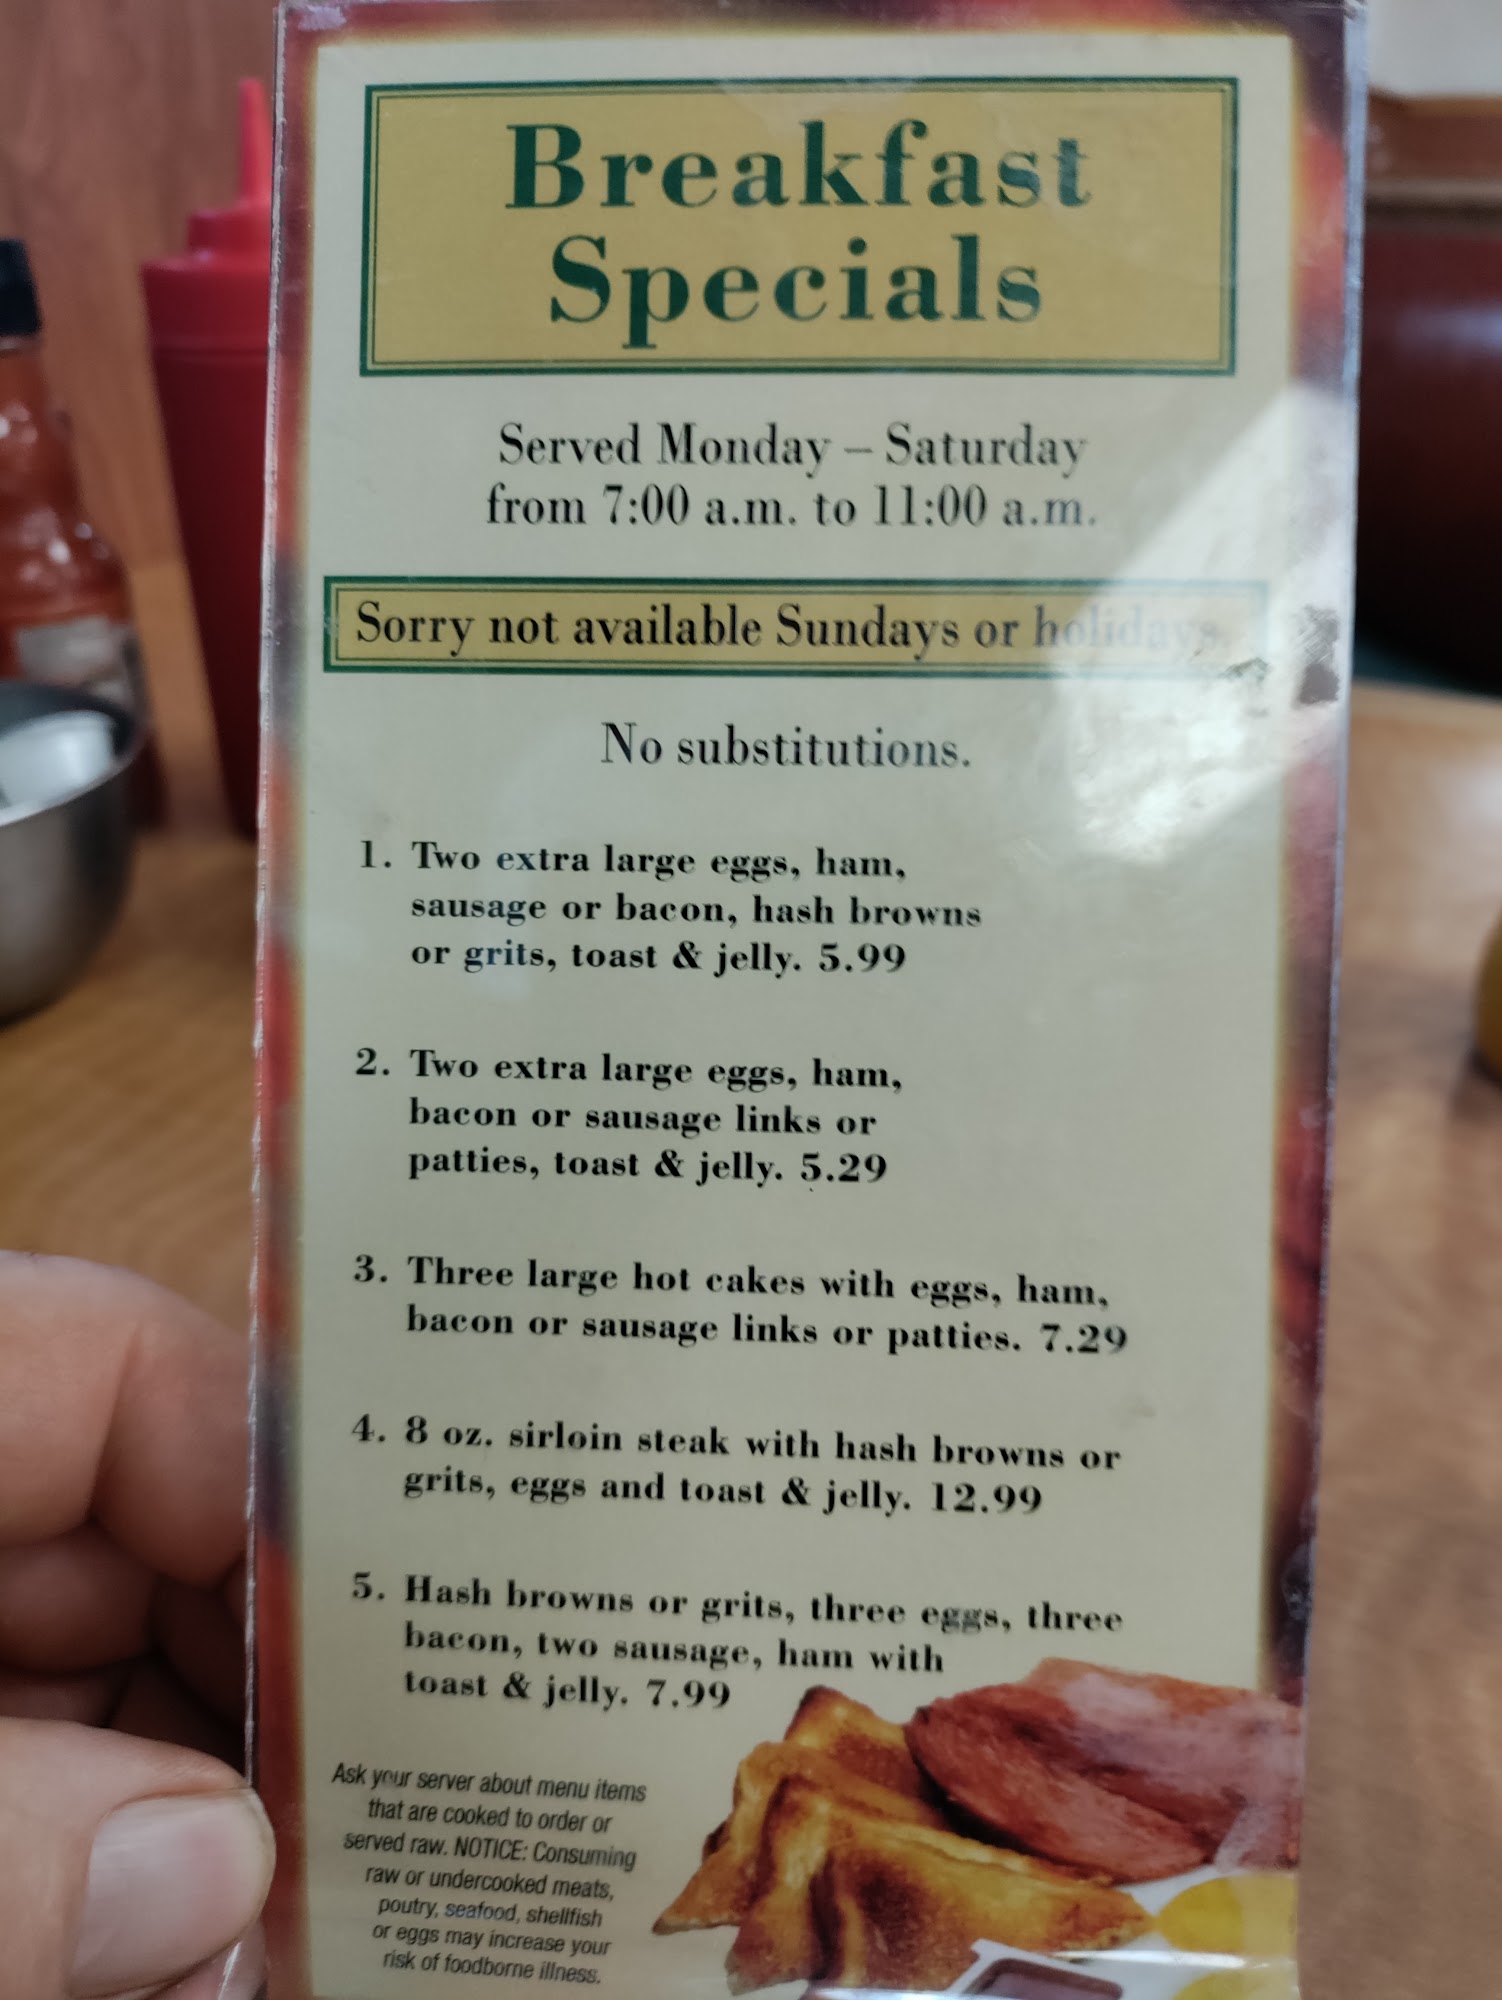 Breakfast
Specials
Served Monday – Saturday
from 7:00 a.m. to 11:00 a.m.
Sorry not available Sundays or holidays.
No substitutions.
1. Two extra large eggs, ham,
sausage or bacon, hash browns
or grits, toast & jelly. 5.99
2. Two extra large eggs, ham,
bacon or sausage links or
patties, toast & jelly. 5.29
3. Three large hot cakes with eggs, ham,
bacon or sausage links or patties. 7.29
4. 8 oz. sirloin steak with hash browns or
grits, eggs and toast & jelly. 12.99
5. Hash browns or grits, three eggs, three
bacon, two sausage, ham with
toast & jelly. 7.99
Ask your server about menu items
that are cooked to order or
served raw. NOTICE: Consuming
raw or undercooked meats,
poutry, seafood, shellfish
or eggs may increase your
risk of foodborne illness.